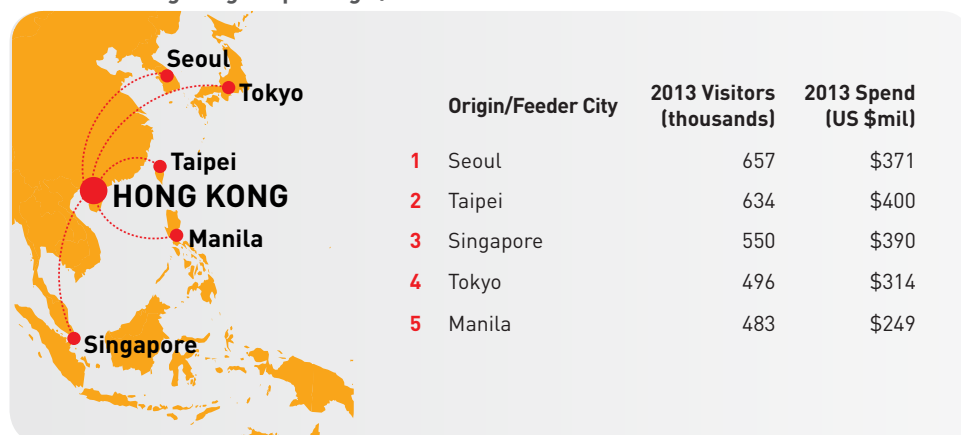 Seoul
Tokyo
Taipei
HONG KONG
Manila
Singapore
Origin/Feeder City 2013 Visitors (thousands) 2013 Spend (US $mil)
1 Seoul 657 $371
2 Taipei 634 $400
3 Singapore 550 $390
4 Tokyo 496 $314
5 Manila 483 $249